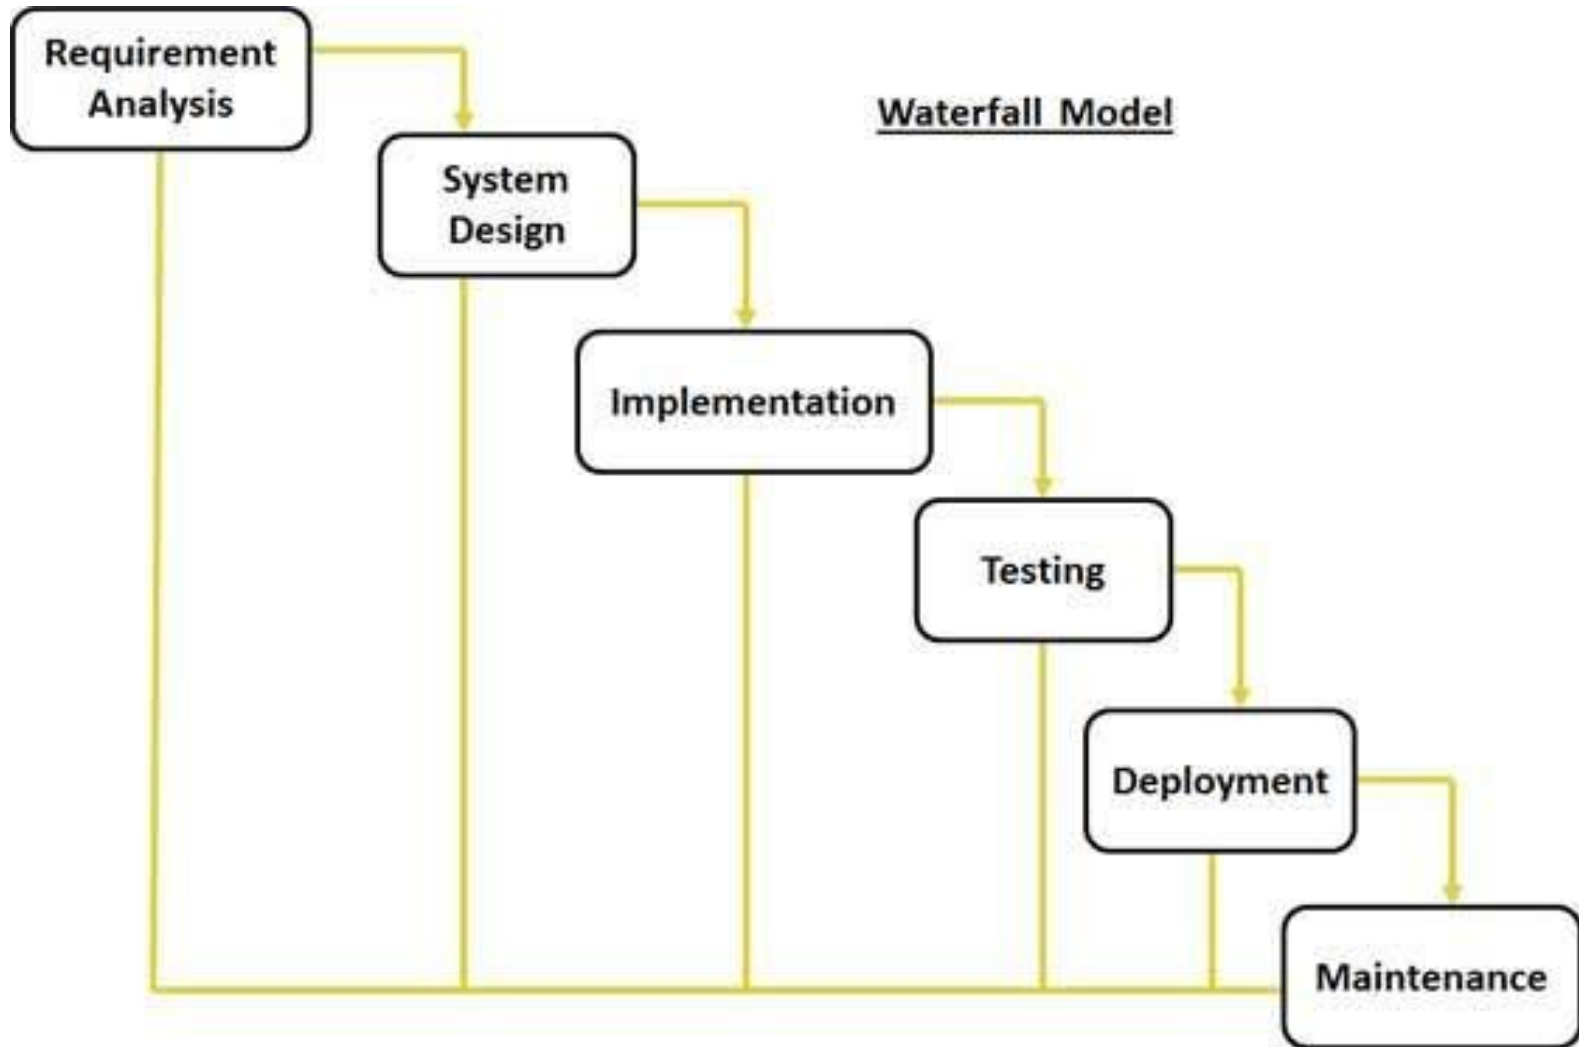 Requirement
Analysis
Waterfall Model
System
Design
Implementation
Testing
Deployment
Maintenance